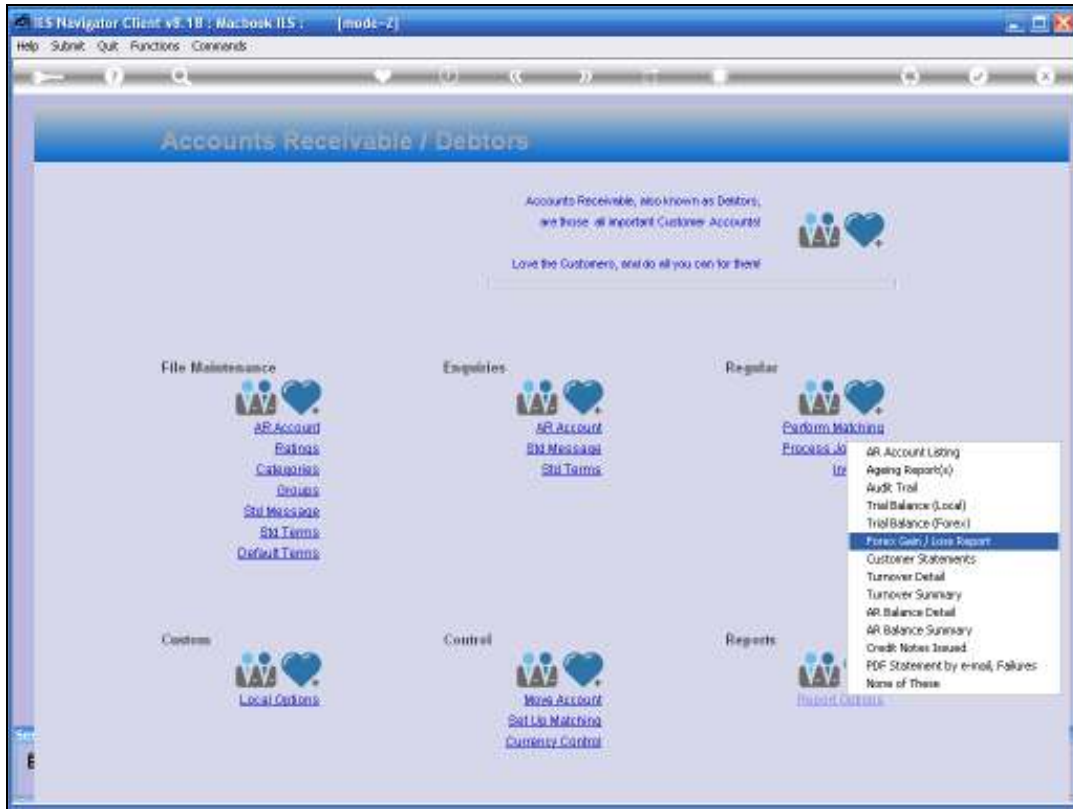 IES Navigator Client v8.18 : Macbook ILS : [mode-2]
Help Submit Quit Functions Commands
Accounts Receivable / Debtors
Accounts Receivable, also known as Debtors,
are those all important Customer Accounts!
Love the Customers, and do all you can for them!
File Maintenance
AR Account
Ratings
Categories
Groups
Std Message
Std Terms
Default Terms
Enquiries
AR Account
Std Message
Std Terms
Regular
Perform Matching
Process Jo
AR Account Listing
Ageing Report(s)
Audit Trail
Trial Balance (Local)
Trial Balance (Forex)
Forex Gain / Loss Report
Customer Statements
Turnover Detail
Turnover Summary
AR Balance Detail
AR Balance Summary
Credit Notes Issued
PDF Statement by e-mail, Failures
None of These
Custom
Local Options
Control
Move Account
Set Up Matching
Currency Control
Reports
Report Options